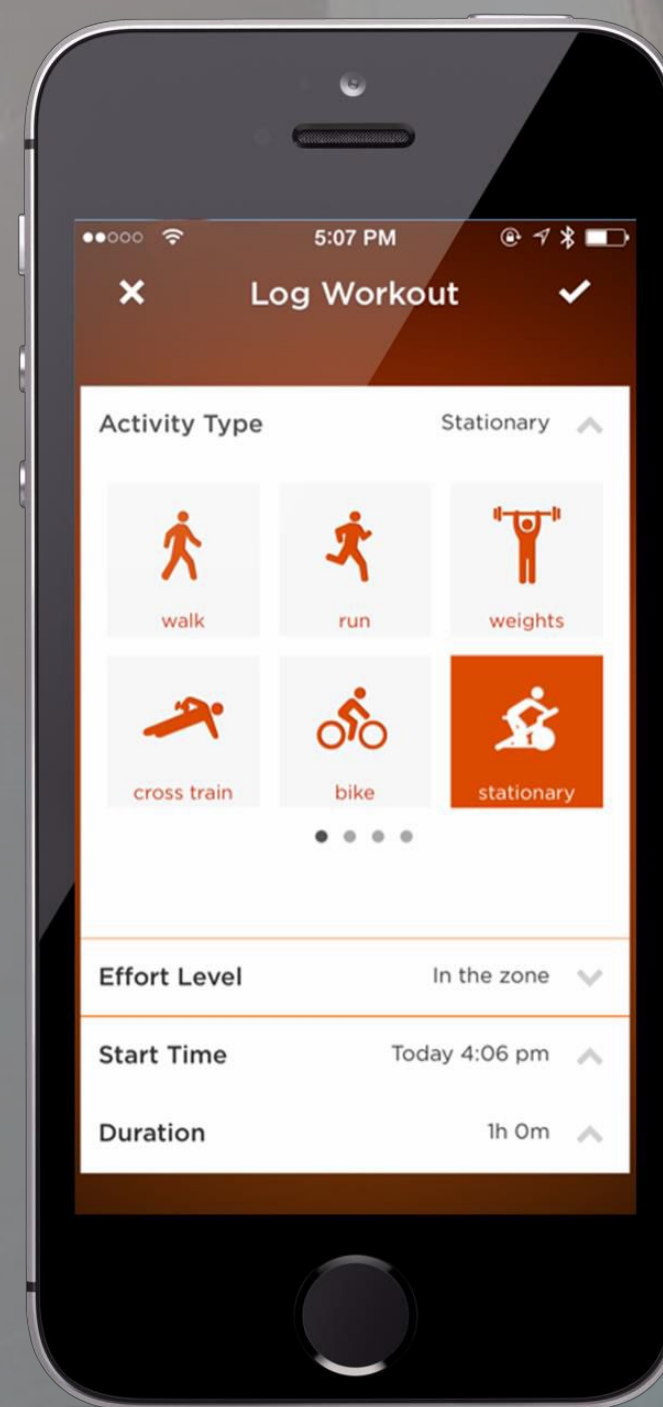 5:07 PM
Log Workout
Activity Type Stationary
walk run weights
cross train bike stationary
Effort Level In the zone
Start Time Today 4:06 pm
Duration 1h 0m